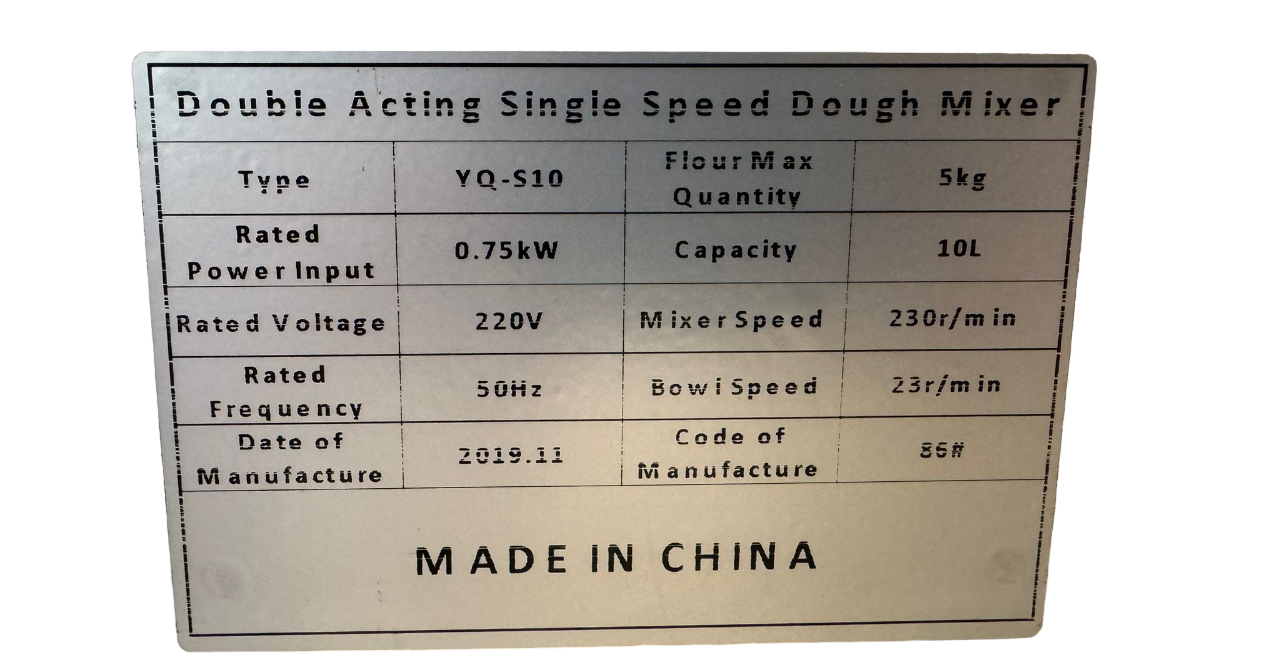 Double Acting Single Speed Dough Mixer
Type YQ-S10 Flour Max Quantity 5kg
Rated Power Input 0.75kW Capacity 10L
Rated Voltage 220V Mixer Speed 230r/min
Rated Frequency 50Hz Bowl Speed 23r/min
Date of Manufacture 2019.11 Code of Manufacture 86#
MADE IN CHINA